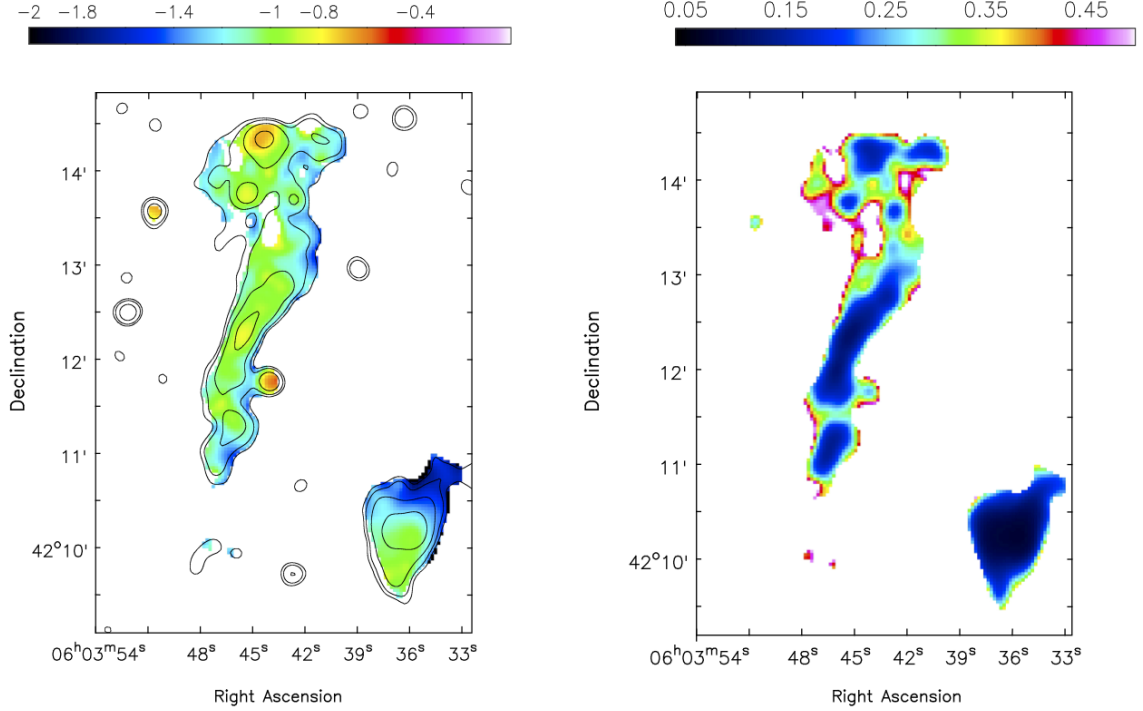 −2 −1.8 −1.4 −1 −0.8 −0.4
0.05 0.15 0.25 0.35 0.45
14'
13'
12'
11'
42°10'
Declination
06ʰ03ᵐ54ˢ 48ˢ 45ˢ 42ˢ 39ˢ 36ˢ 33ˢ
Right Ascension
14'
13'
12'
11'
42°10'
Declination
06ʰ03ᵐ54ˢ 48ˢ 45ˢ 42ˢ 39ˢ 36ˢ 33ˢ
Right Ascension